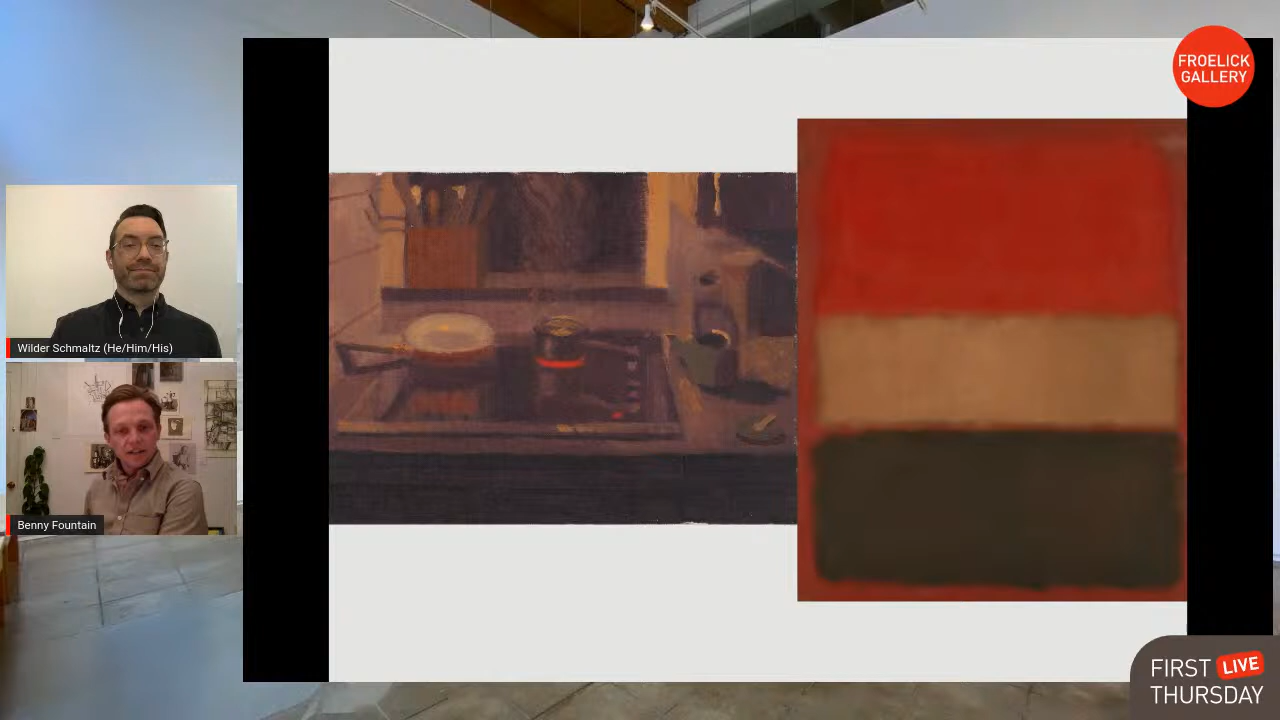 FROELICK
GALLERY
Wilder Schmaltz (He/Him/His)
Benny Fountain
FIRST LIVE
THURSDAY